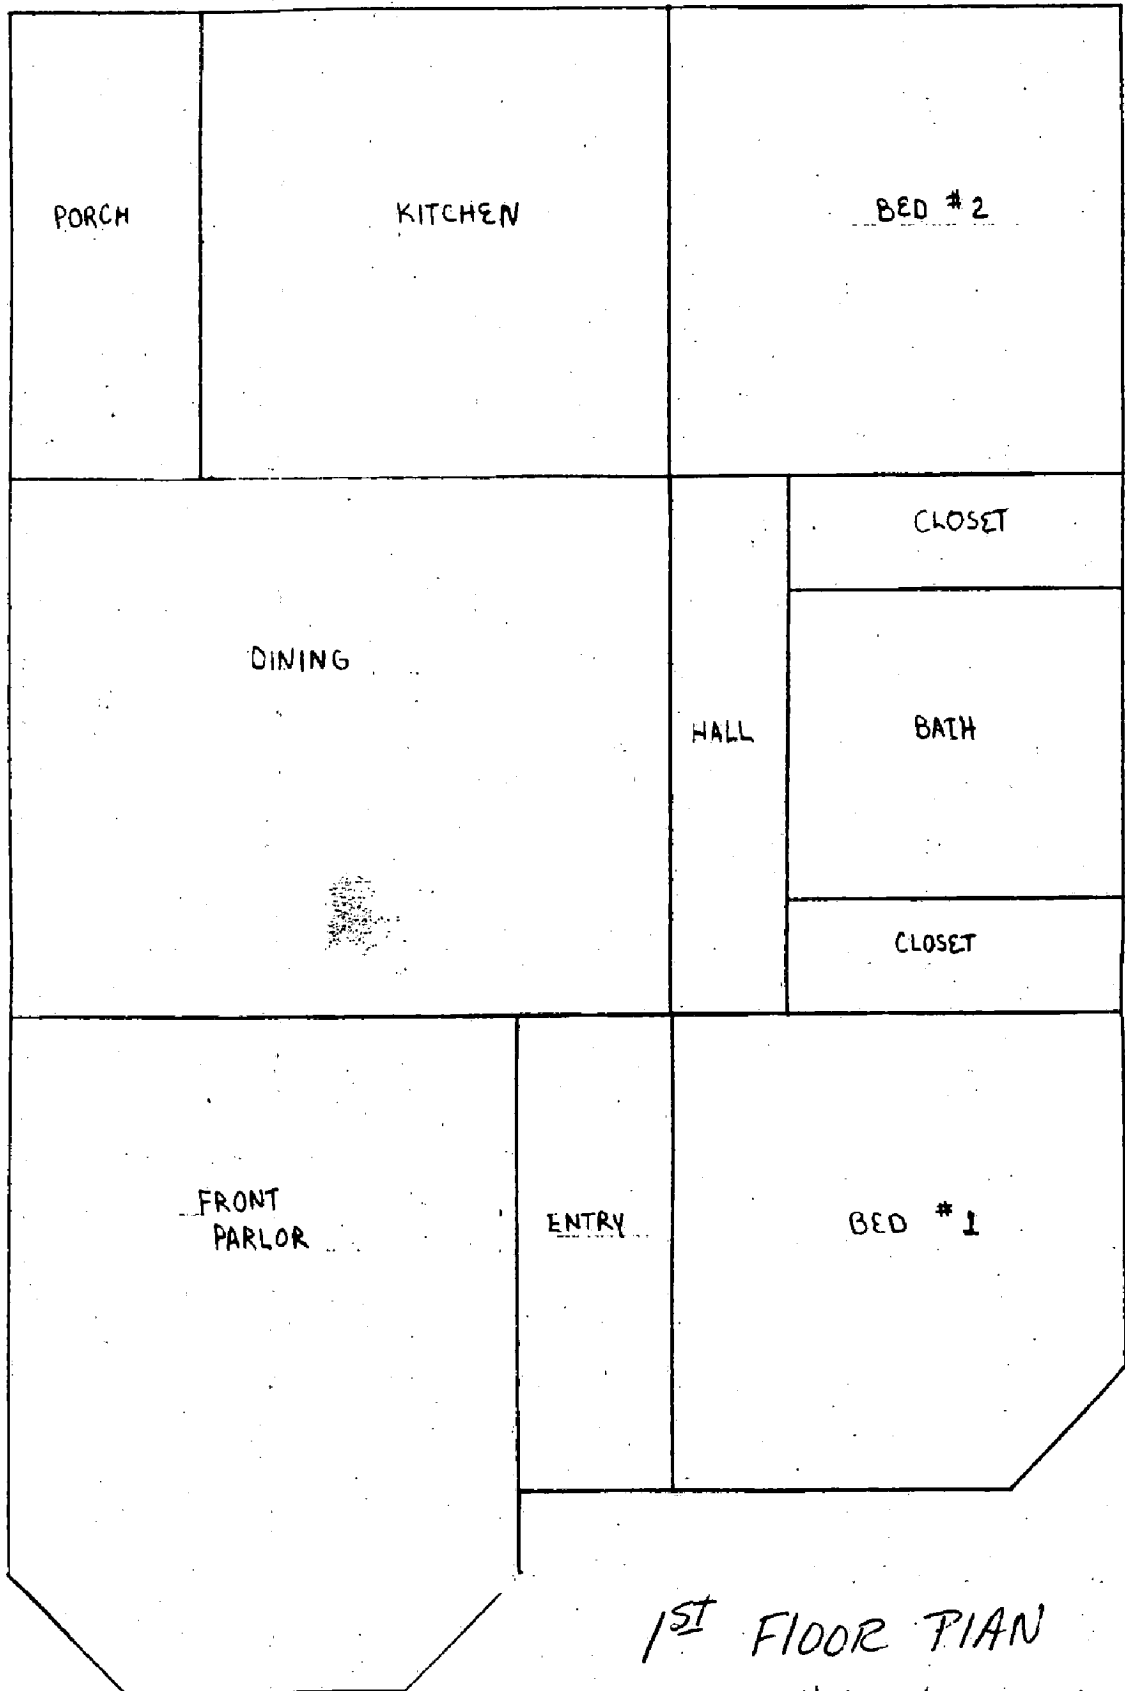 PORCH
KITCHEN
BED #2
CLOSET
DINING
HALL
BATH
CLOSET
FRONT
PARLOR
ENTRY
BED #1
1ST FLOOR PLAN